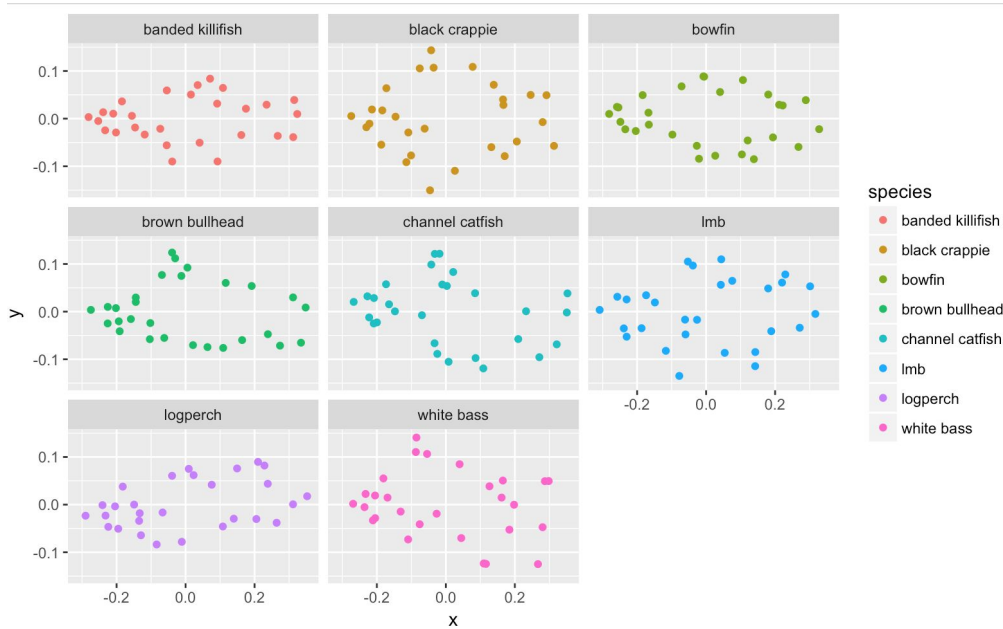 banded killifish
black crappie
bowfin
0.1
0.0
-0.1
brown bullhead
channel catfish
lmb
0.1
0.0
-0.1
-0.2
0.0
0.2
logperch
white bass
0.1
0.0
-0.1
-0.2
0.0
0.2
-0.2
0.0
0.2
x
y
species
banded killifish
black crappie
bowfin
brown bullhead
channel catfish
lmb
logperch
white bass